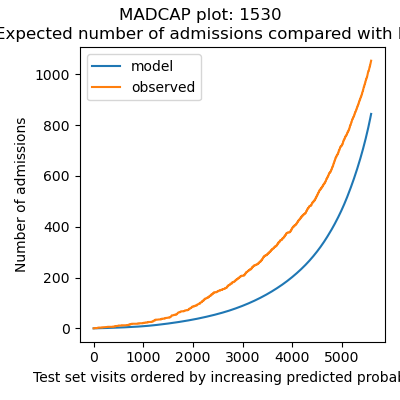 MADCAP plot: 1530
Expected number of admissions compared with
model
observed
Number of admissions
1000
800
600
400
200
0
0 1000 2000 3000 4000 5000
Test set visits ordered by increasing predicted